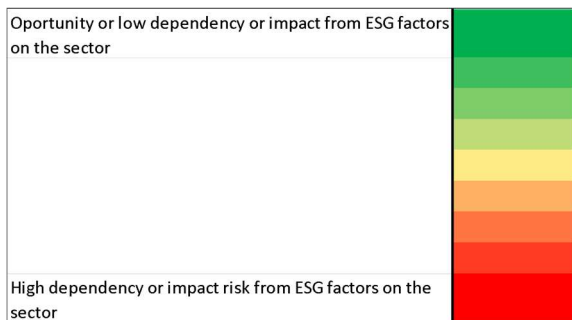 Oportunity or low dependency or impact from ESG factors
on the sector
High dependency or impact risk from ESG factors on the
sector